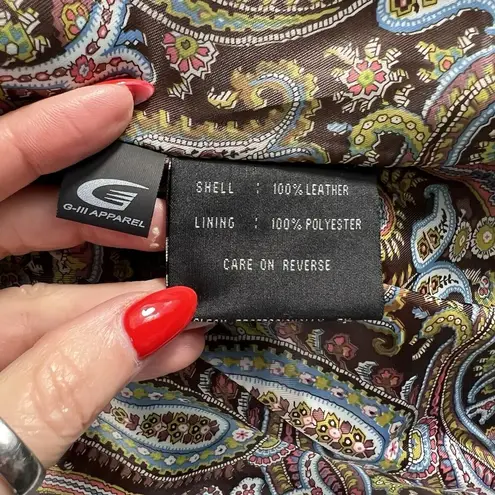 G-III APPAREL
SHELL : 100% LEATHER
LINING : 100% POLYESTER
CARE ON REVERSE